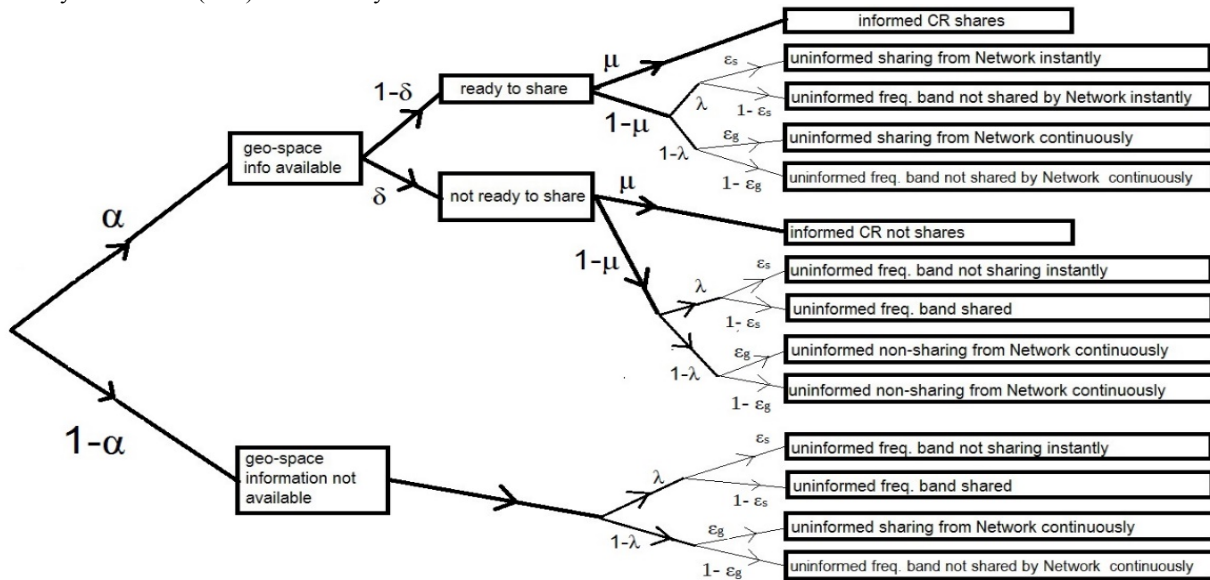 informed CR shares
μ
εs
uninformed sharing from Network instantly
1-δ
ready to share
λ
1- εs
uninformed freq. band not shared by Network instantly
1-μ
εg
uninformed sharing from Network continuously
1-λ
1- εg
uninformed freq. band not shared by Network continuously
geo-space
info available
α
δ
not ready to share
μ
informed CR not shares
1-μ
λ
εs
uninformed freq. band not sharing instantly
1- εs
uninformed freq. band shared
1-λ
εg
uninformed non-sharing from Network continuously
1- εg
uninformed non-sharing from Network continuously
1-α
geo-space
information not
available
λ
εs
uninformed freq. band not sharing instantly
1- εs
uninformed freq. band shared
1-λ
εg
uninformed sharing from Network continuously
1- εg
uninformed freq. band not shared by Network continuously